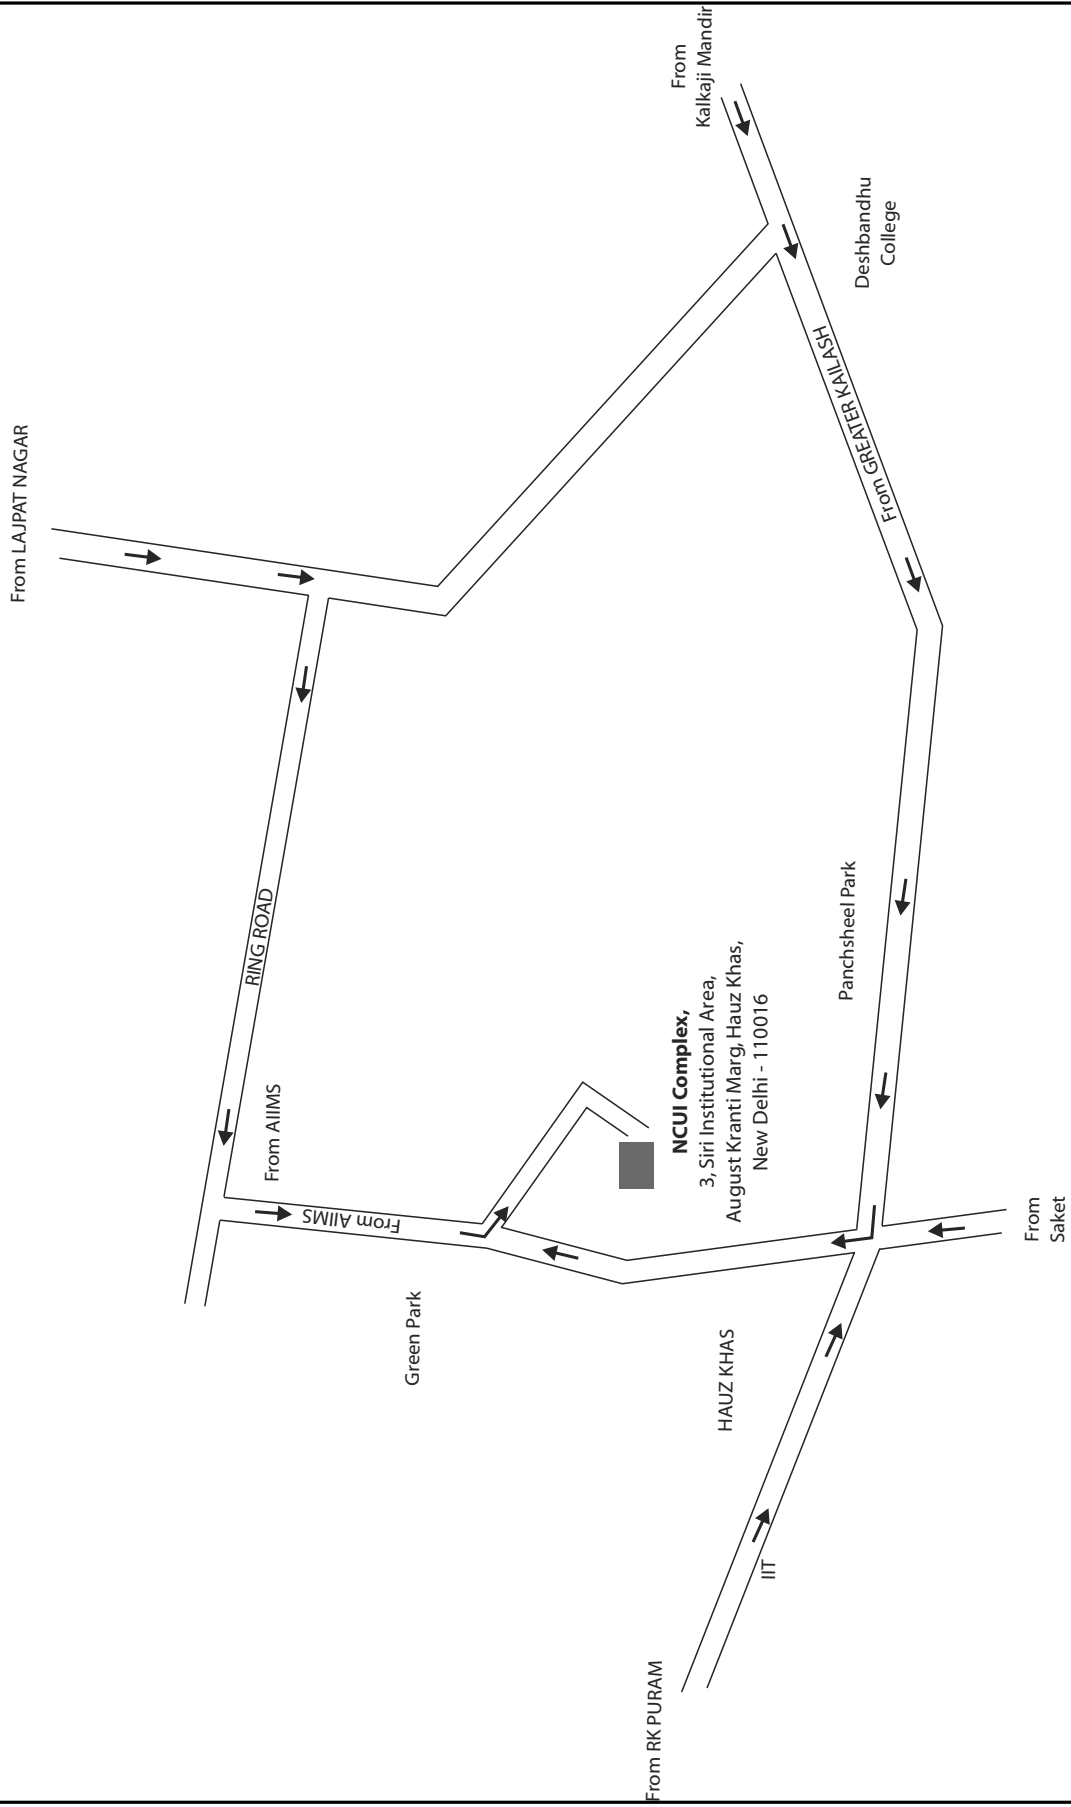 From LAJPAT NAGAR
From
Kalkaji Mandir
Deshbandhu
College
From GREATER KAILASH
RING ROAD
From AIIMS
From AIIMS
Green Park
NCUI Complex,
3, Siri Institutional Area,
August Kranti Marg, Hauz Khas,
New Delhi - 110016
Panchsheel Park
HAUZ KHAS
From
Saket
IIT
From RK PURAM